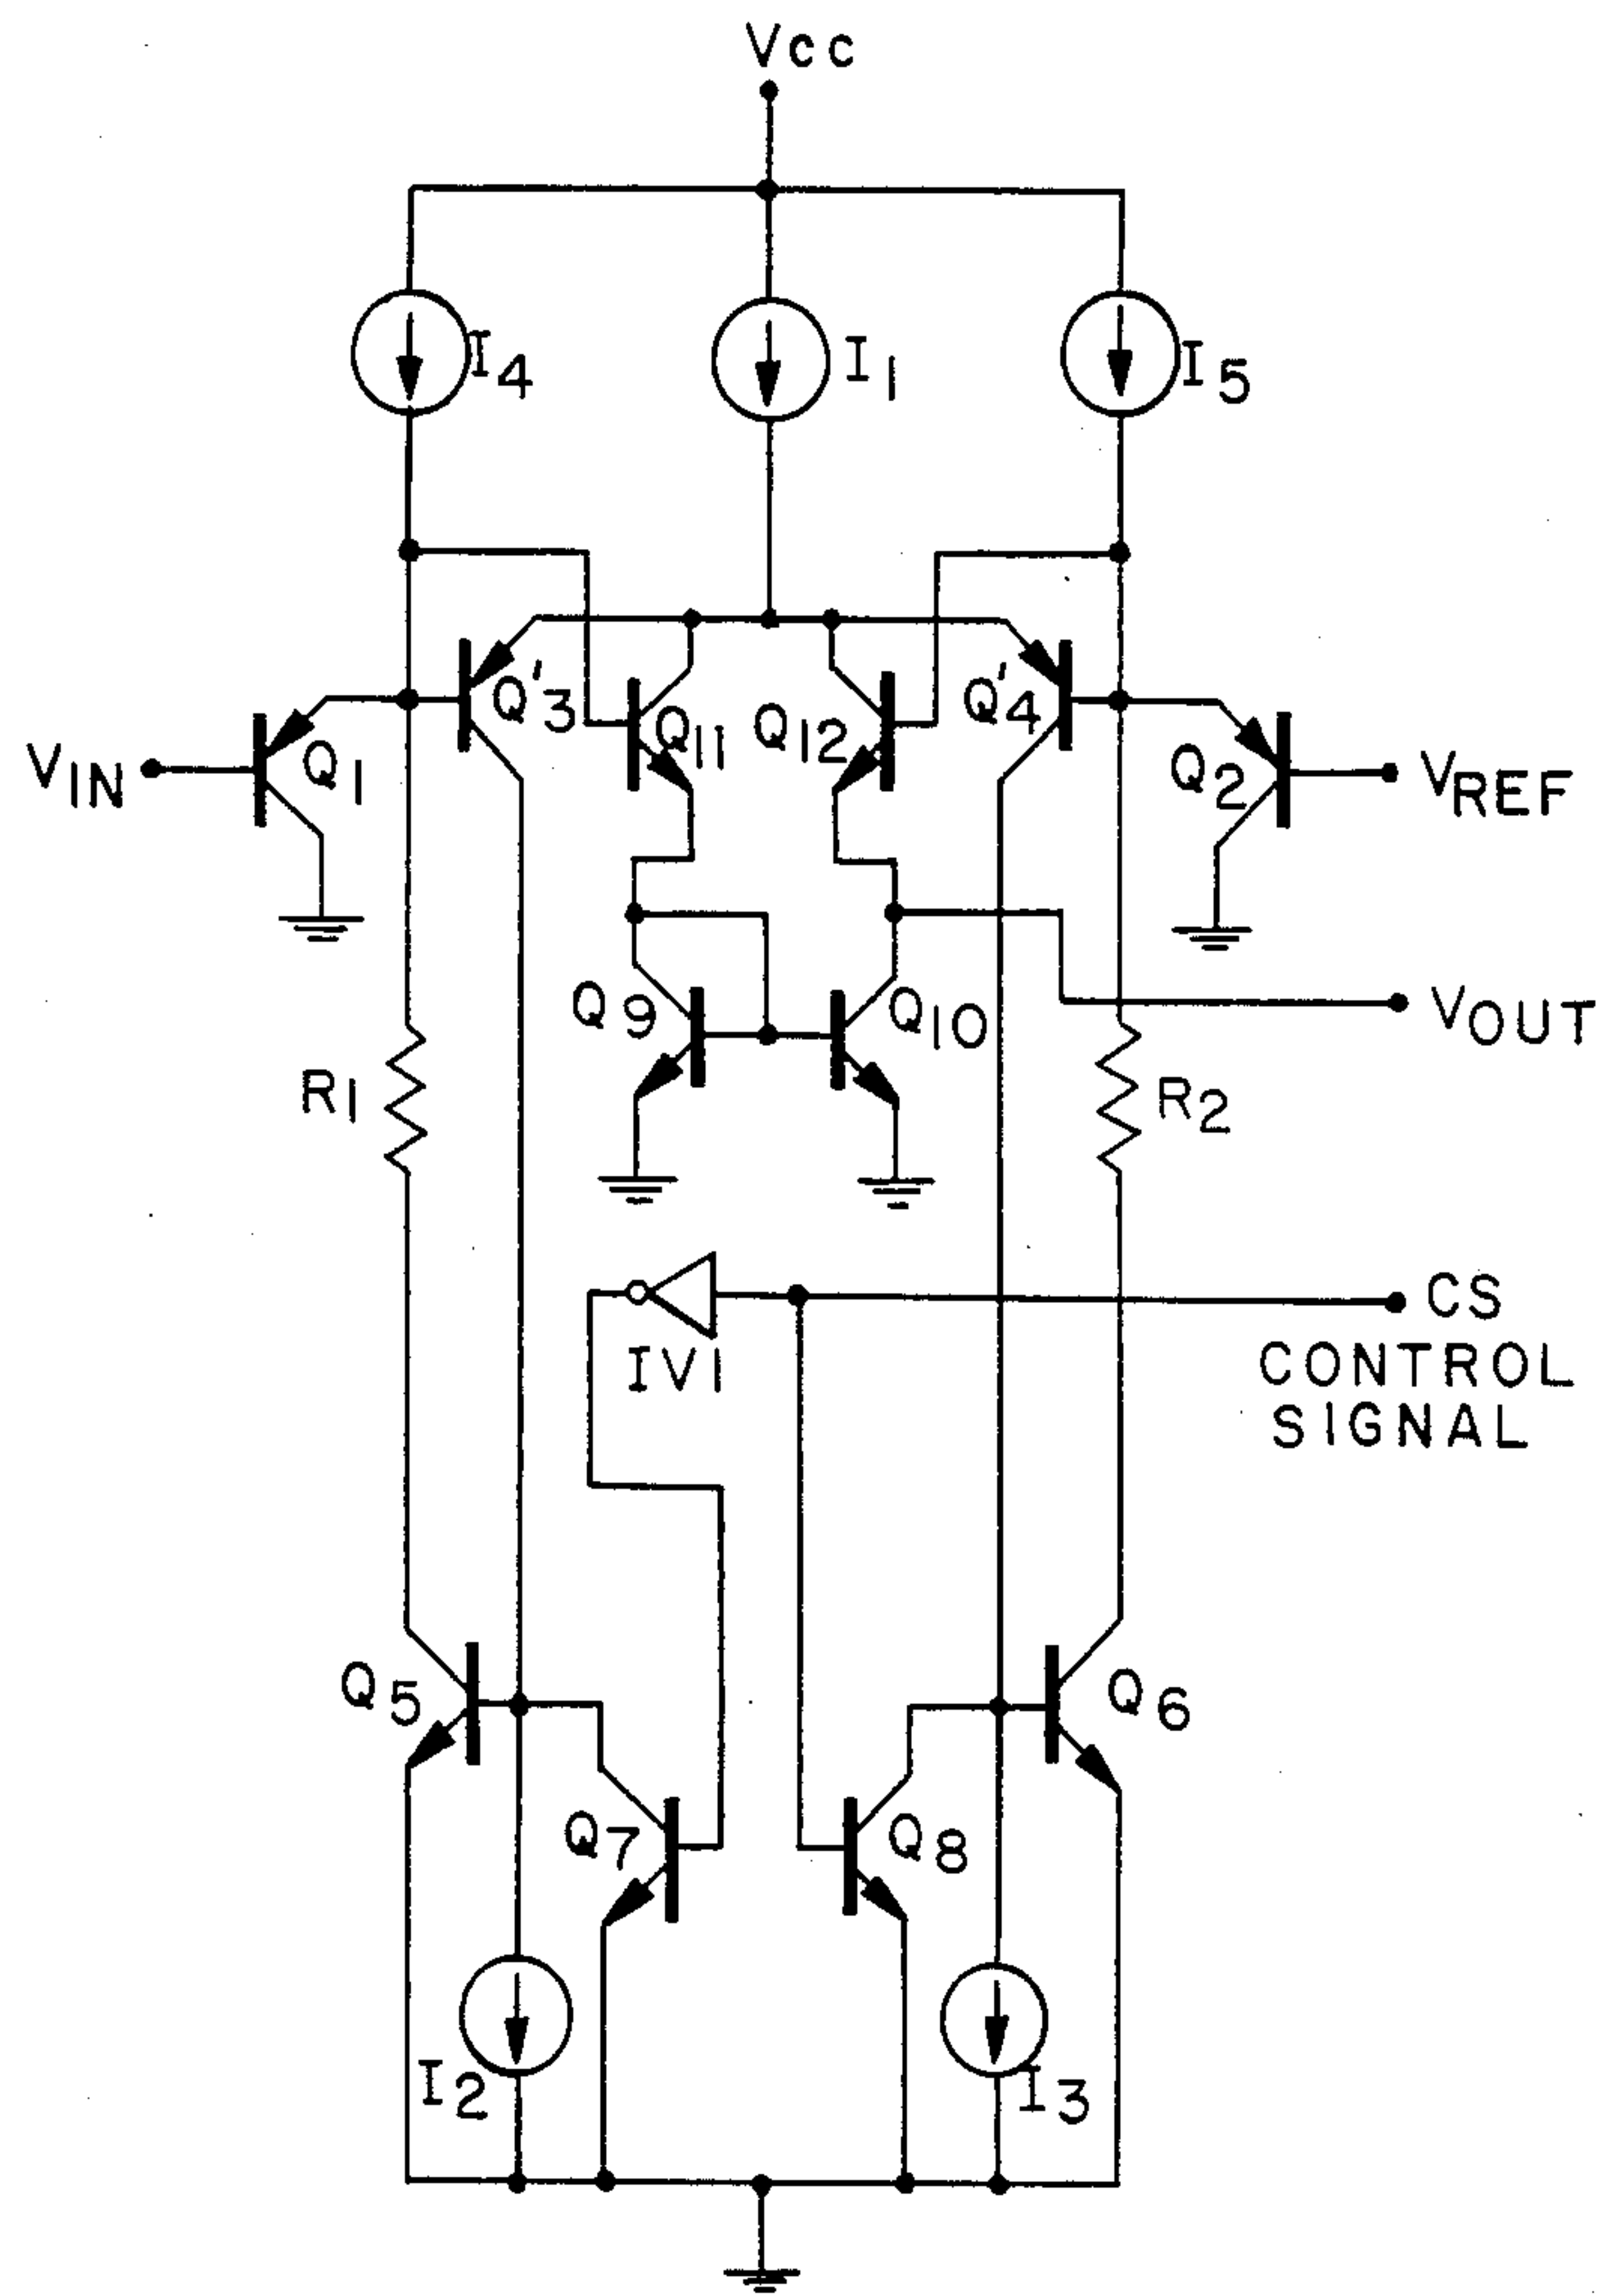 Vcc
I4
I1
I5
Q'3
Q11
Q12
Q'4
VIN
Q1
Q2
VREF
Q9
Q10
VOUT
R1
R2
IV1
CS
CONTROL
SIGNAL
Q5
Q6
Q7
Q8
I2
I3